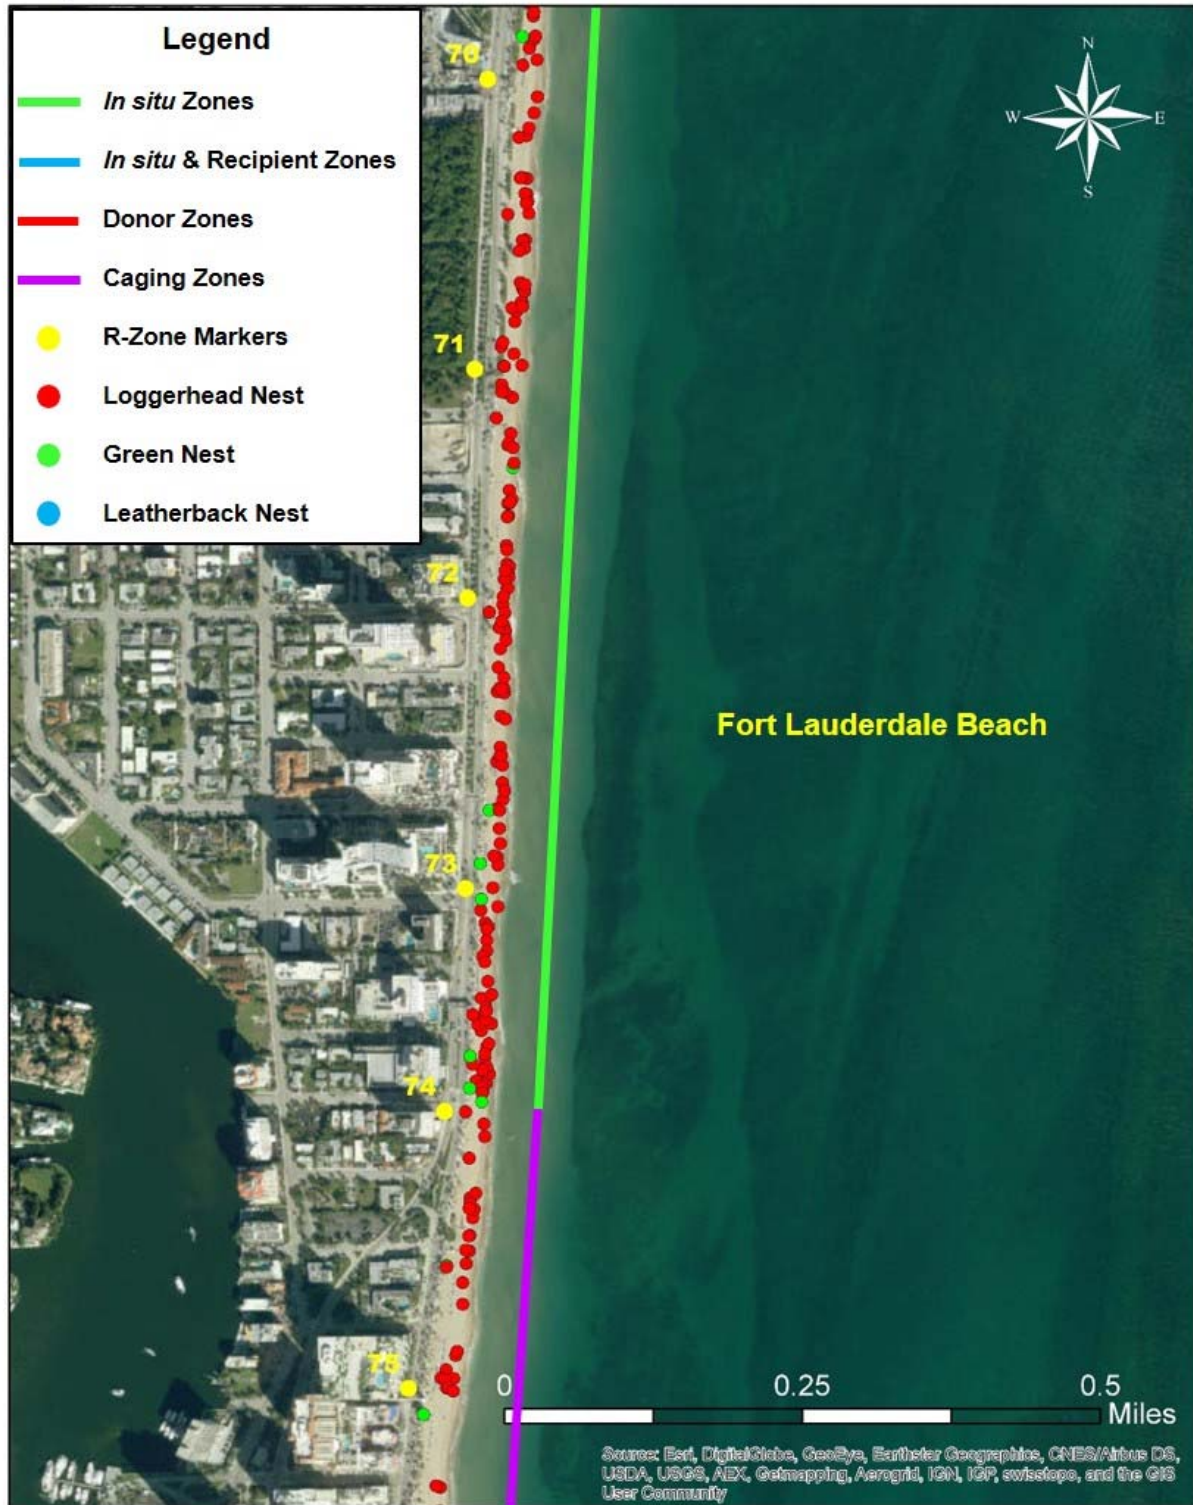 Legend
In situ Zones
In situ & Recipient Zones
Donor Zones
Caging Zones
R-Zone Markers
Loggerhead Nest
Green Nest
Leatherback Nest
70
N
W E
S
71
72
Fort Lauderdale Beach
73
74
75
0 0.25 0.5
Miles
Source: Esri, DigitalGlobe, GeoEye, Earthstar Geographics, CNES/Airbus DS,
USDA, USGS, AEX, Getmapping, Aerogrid, IGN, IGP, swisstopo, and the GIS
User Community